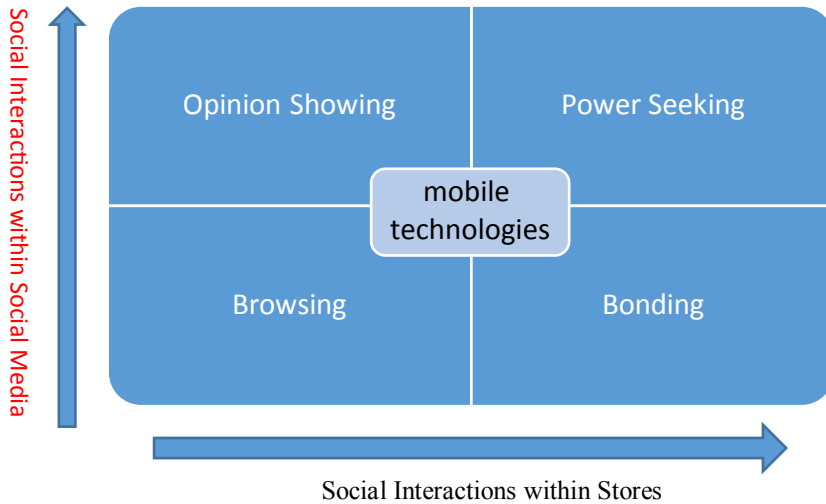 Social Interactions within Social Media
Opinion Showing
Power Seeking
mobile
technologies
Browsing
Bonding
Social Interactions within Stores